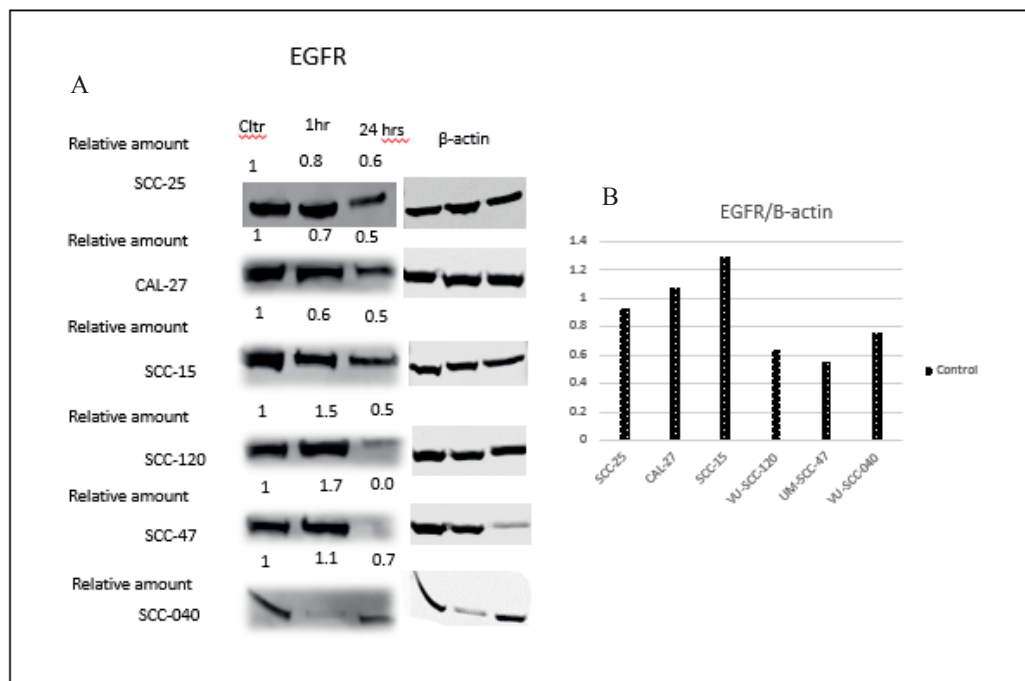 EGFR
A
Cltr 1hr 24 hrs β-actin
Relative amount
1 0.8 0.6
SCC-25
Relative amount
1 0.7 0.5
CAL-27
Relative amount
1 0.6 0.5
SCC-15
Relative amount
1 1.5 0.5
SCC-120
Relative amount
1 1.7 0.0
SCC-47
1 1.1 0.7
Relative amount
SCC-040
B
EGFR/B-actin
1.4
1.2
1
0.8
0.6
0.4
0.2
0
SCC-25
CAL-27
SCC-15
VU-SCC-120
UM-SCC-47
VU-SCC-040
Control